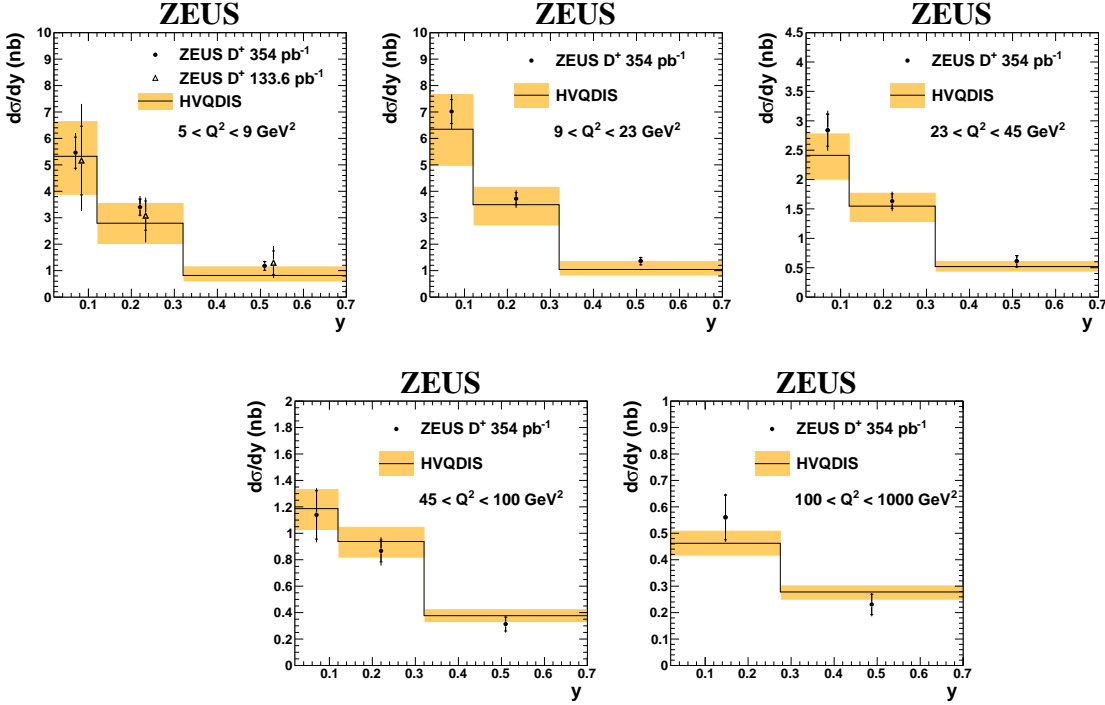 ZEUS
dσ/dy (nb)
10
9
8
7
6
5
4
3
2
1
0
ZEUS D⁺ 354 pb⁻¹
ZEUS D⁺ 133.6 pb⁻¹
HVQDIS
5 < Q² < 9 GeV²
0.1 0.2 0.3 0.4 0.5 0.6 0.7
y
ZEUS
dσ/dy (nb)
10
9
8
7
6
5
4
3
2
1
0
ZEUS D⁺ 354 pb⁻¹
HVQDIS
9 < Q² < 23 GeV²
0.1 0.2 0.3 0.4 0.5 0.6 0.7
y
ZEUS
dσ/dy (nb)
4.5
4
3.5
3
2.5
2
1.5
1
0.5
0
ZEUS D⁺ 354 pb⁻¹
HVQDIS
23 < Q² < 45 GeV²
0.1 0.2 0.3 0.4 0.5 0.6 0.7
y
ZEUS
dσ/dy (nb)
2
1.8
1.6
1.4
1.2
1
0.8
0.6
0.4
0.2
0
ZEUS D⁺ 354 pb⁻¹
HVQDIS
45 < Q² < 100 GeV²
0.1 0.2 0.3 0.4 0.5 0.6 0.7
y
ZEUS
dσ/dy (nb)
1
0.9
0.8
0.7
0.6
0.5
0.4
0.3
0.2
0.1
0
ZEUS D⁺ 354 pb⁻¹
HVQDIS
100 < Q² < 1000 GeV²
0.1 0.2 0.3 0.4 0.5 0.6 0.7
y